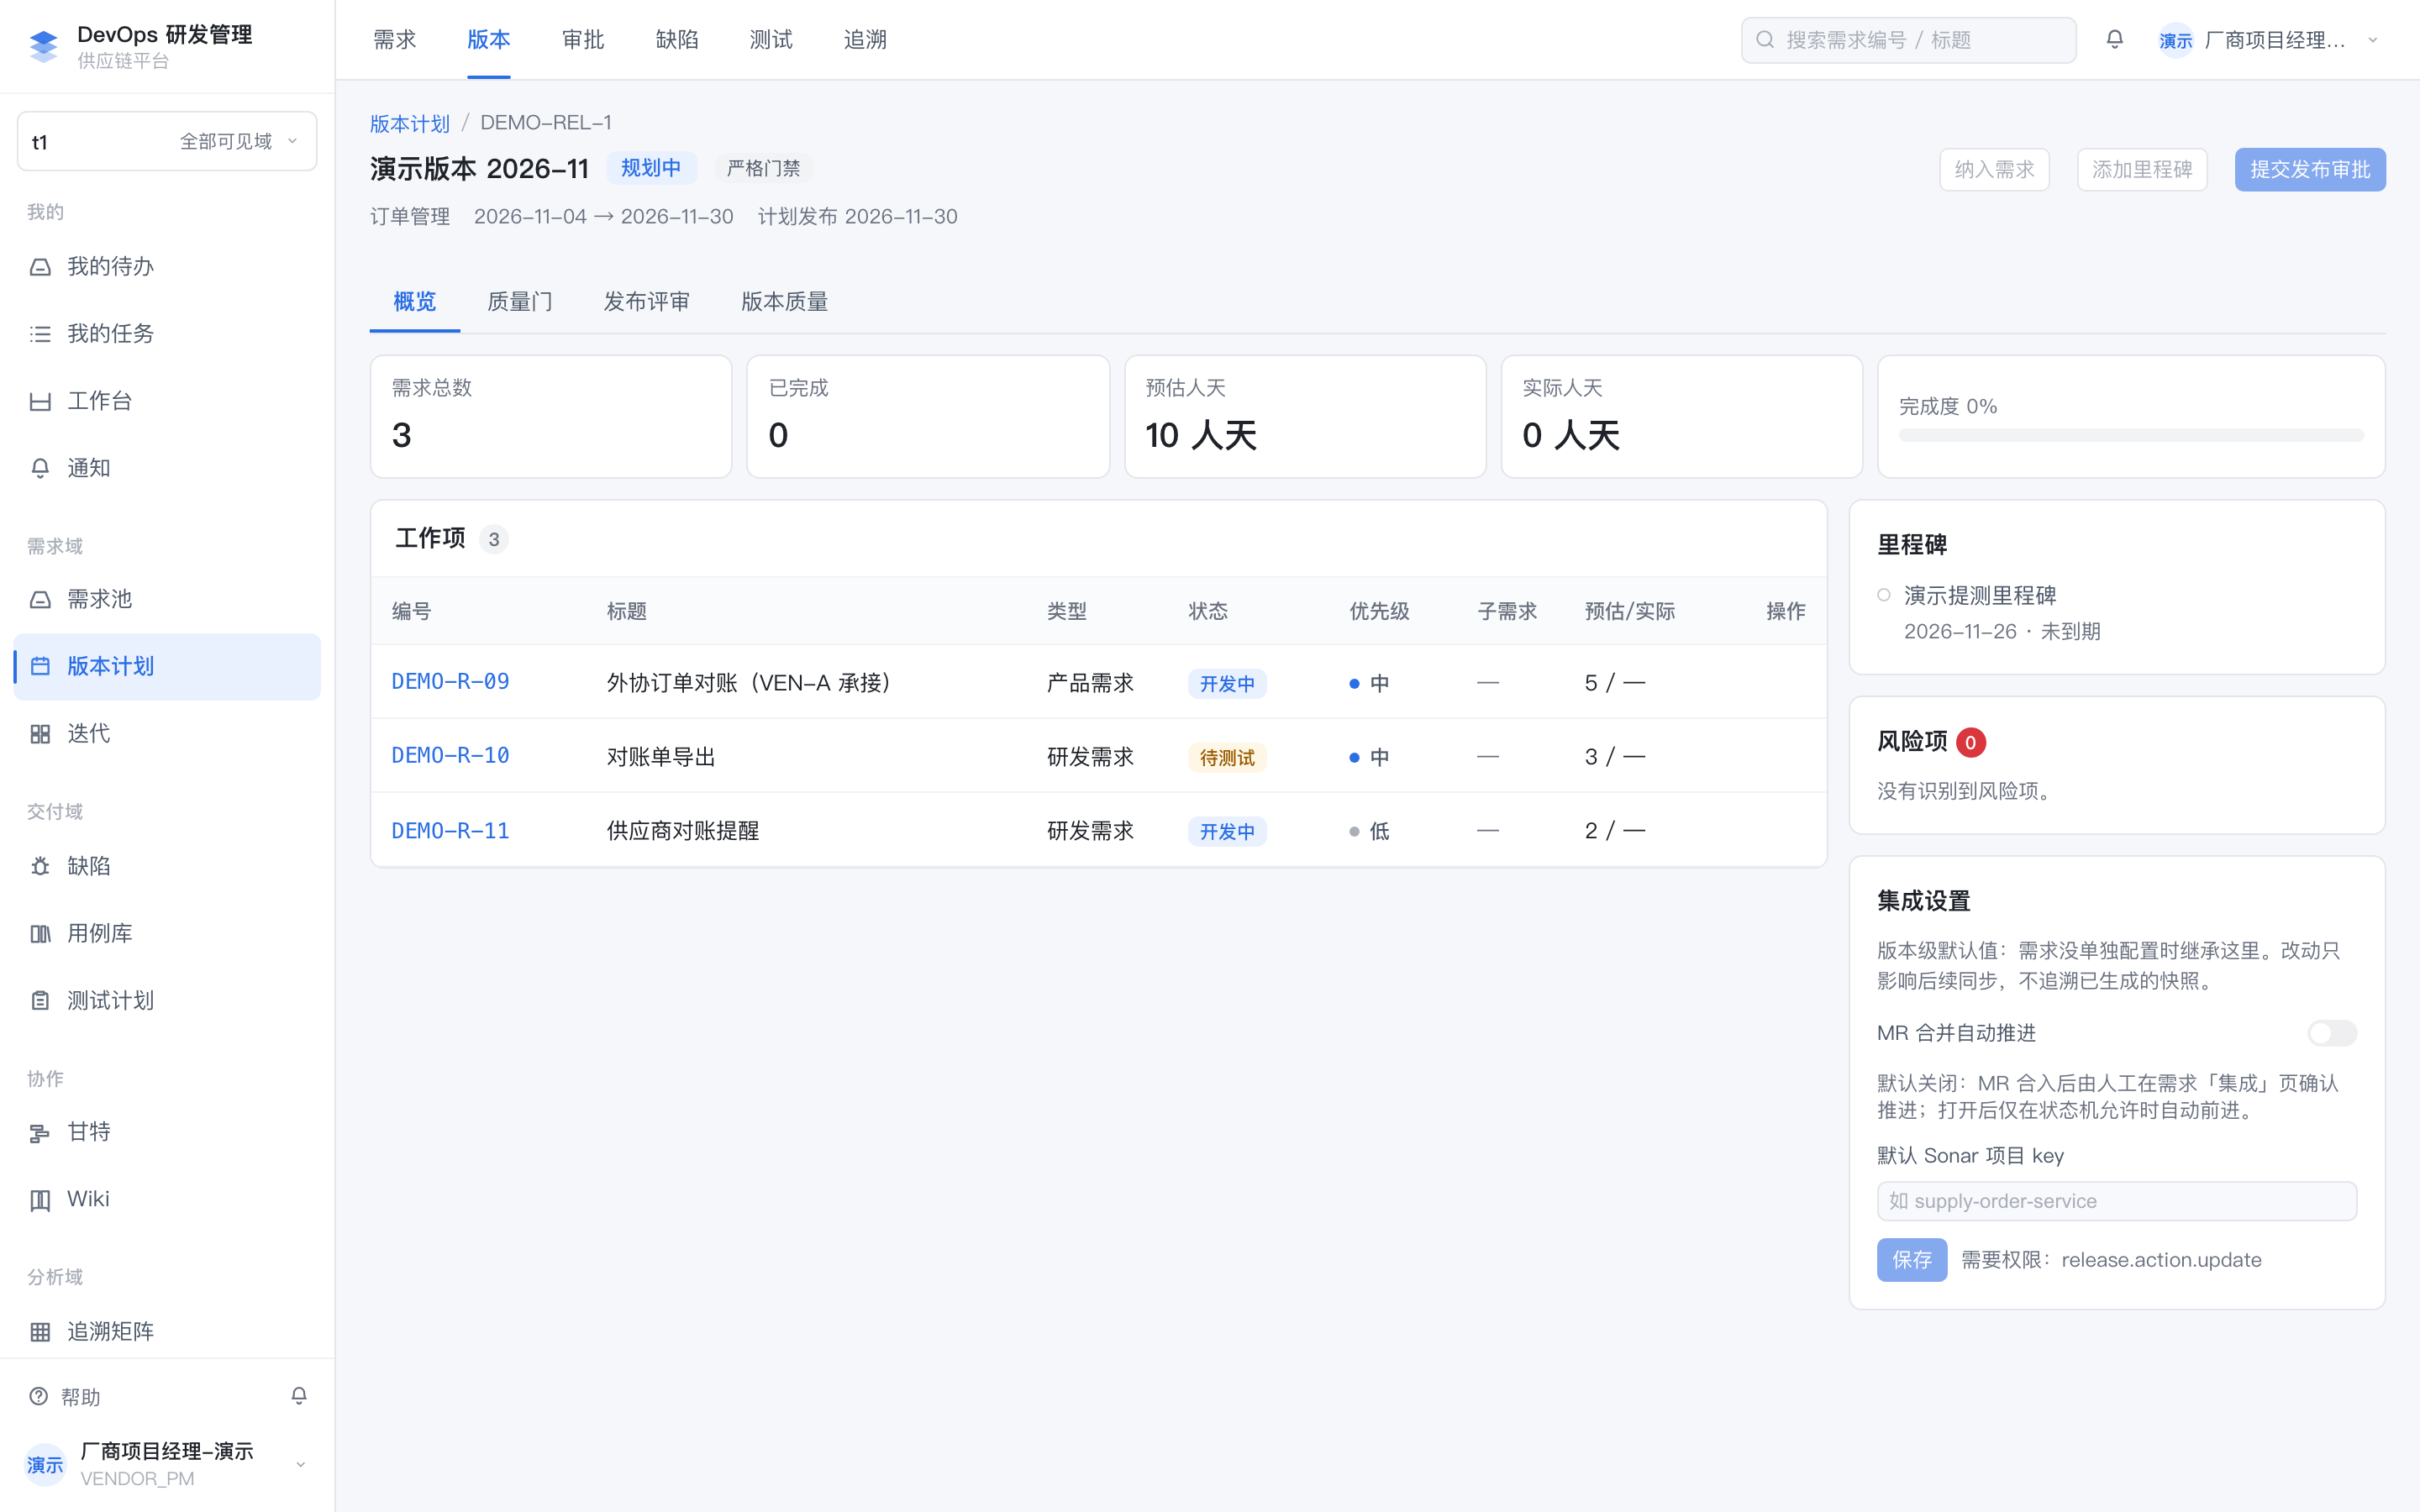 DevOps 研发管理
供应链平台
t1 全部可见域
我的
我的待办
我的任务
工作台
通知
需求域
需求池
版本计划
迭代
交付域
缺陷
用例库
测试计划
协作
甘特
Wiki
分析域
追溯矩阵
帮助
演示
厂商项目经理-演示
VENDOR_PM
需求 版本 审批 缺陷 测试 追溯
搜索需求编号 / 标题
演示 厂商项目经理...
版本计划 / DEMO-REL-1
演示版本 2026-11 规划中 严格门禁
纳入需求 添加里程碑 提交发布审批
订单管理 2026-11-04 → 2026-11-30 计划发布 2026-11-30
概览 质量门 发布评审 版本质量
需求总数
3
已完成
0
预估人天
10 人天
实际人天
0 人天
完成度 0%
工作项 3
编号 标题 类型 状态 优先级 子需求 预估/实际 操作
DEMO-R-09 外协订单对账（VEN-A 承接） 产品需求 开发中 中 — 5 / —
DEMO-R-10 对账单导出 研发需求 待测试 中 — 3 / —
DEMO-R-11 供应商对账提醒 研发需求 开发中 低 — 2 / —
里程碑
演示提测里程碑
2026-11-26 · 未到期
风险项 0
没有识别到风险项。
集成设置
版本级默认值：需求没单独配置时继承这里。改动只
影响后续同步，不追溯已生成的快照。
MR 合并自动推进
默认关闭：MR 合入后由人工在需求「集成」页确认
推进；打开后仅在状态机允许时自动前进。
默认 Sonar 项目 key
如 supply-order-service
保存 需要权限：release.action.update